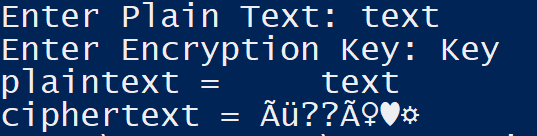 Enter Plain Text: text
Enter Encryption Key: Key
plaintext =     text
ciphertext = Ãü??Ã♀♥☼